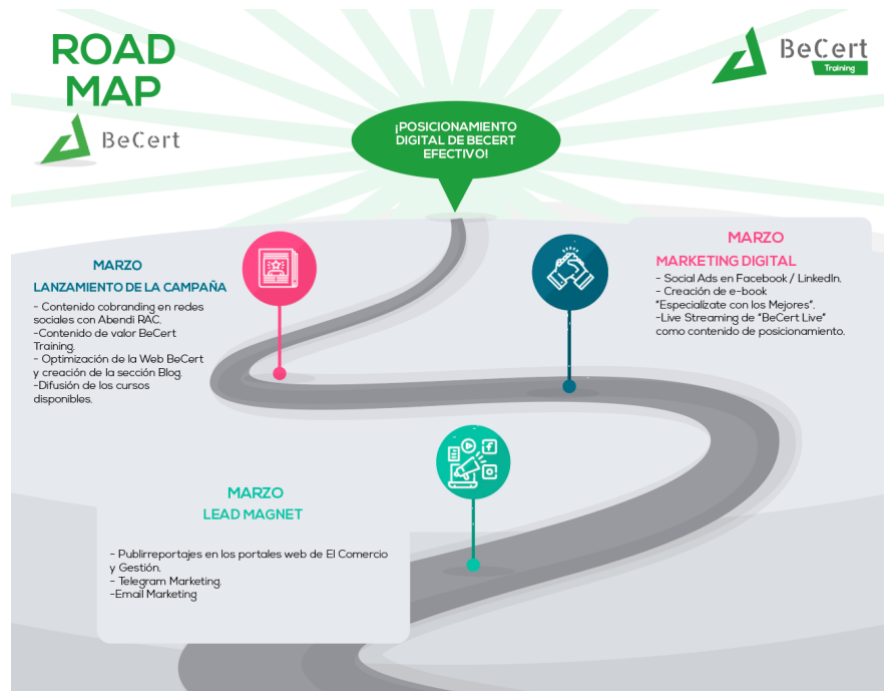 ROAD
MAP
BeCert
BeCert
Training
¡POSICIONAMIENTO
DIGITAL DE BECERT
EFECTIVO!
MARZO
LANZAMIENTO DE LA CAMPAÑA
- Contenido cobranding en redes
sociales con Abendi RAC.
-Contenido de valor BeCert
Training.
- Optimización de la Web BeCert
y creación de la sección Blog.
-Difusión de los cursos
disponibles.
MARZO
MARKETING DIGITAL
- Social Ads en Facebook / LinkedIn.
- Creación de e-book
"Especialízate con los Mejores".
-Live Streaming de "BeCert Live"
como contenido de posicionamiento.
MARZO
LEAD MAGNET
- Publirreportajes en los portales web de El Comercio
y Gestión.
- Telegram Marketing.
-Email Marketing